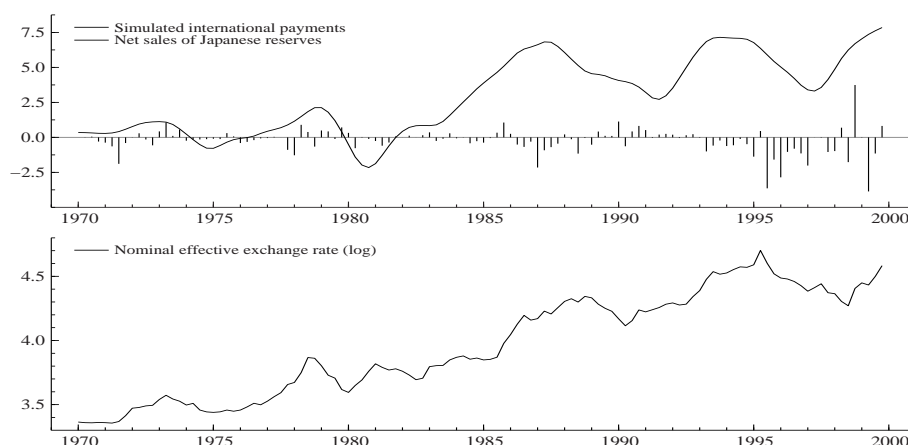 7.5
Simulated international payments
Net sales of Japanese reserves
5.0
2.5
0.0
−2.5
1970 1975 1980 1985 1990 1995 2000
Nominal effective exchange rate (log)
4.5
4.0
3.5
1970 1975 1980 1985 1990 1995 2000